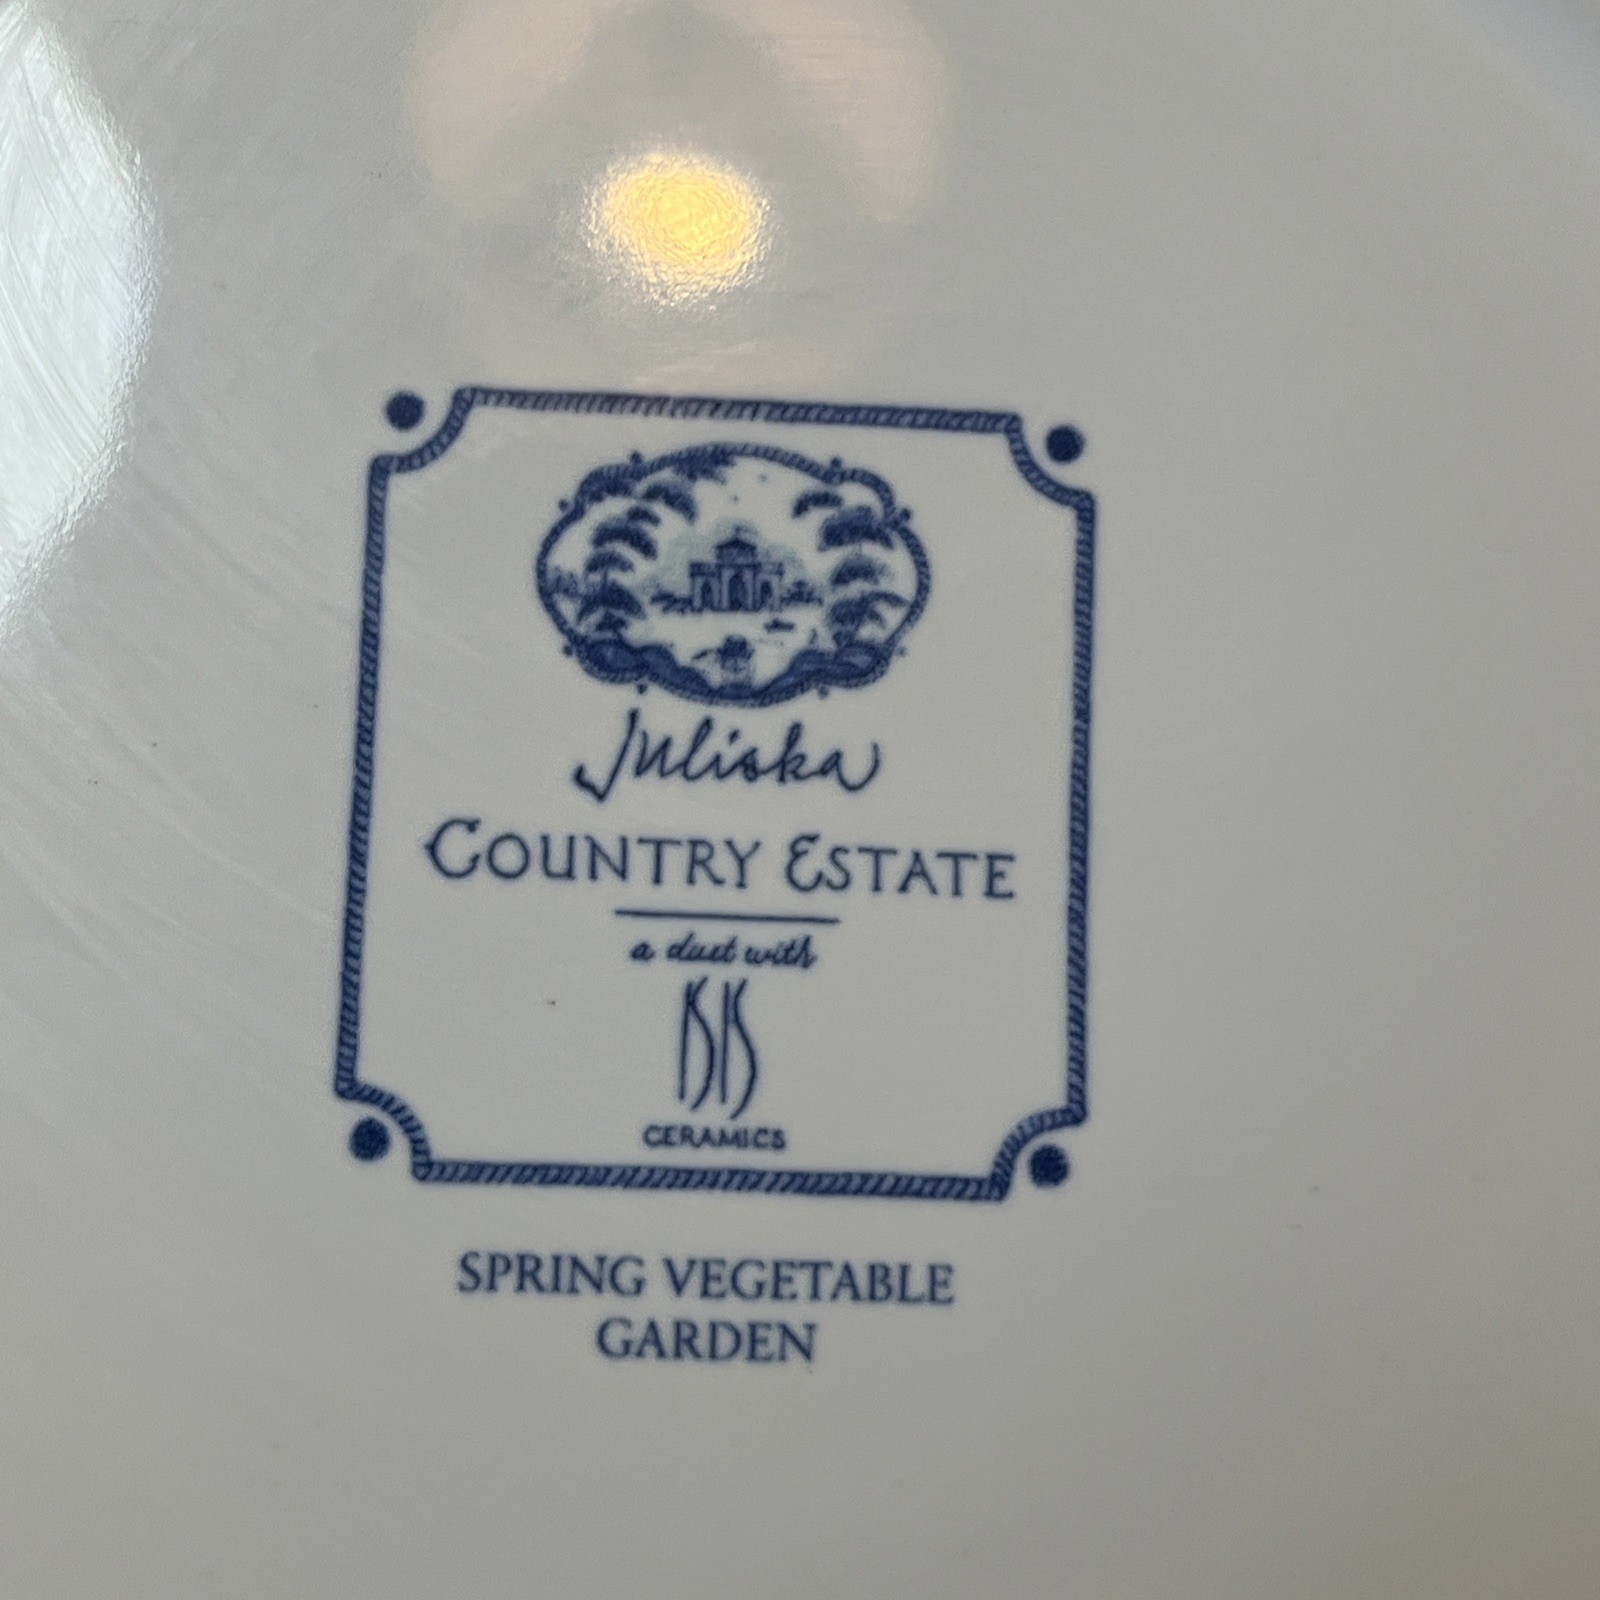 Juliska
COUNTRY ESTATE
a duet with
ISIS
CERAMICS
SPRING VEGETABLE
GARDEN